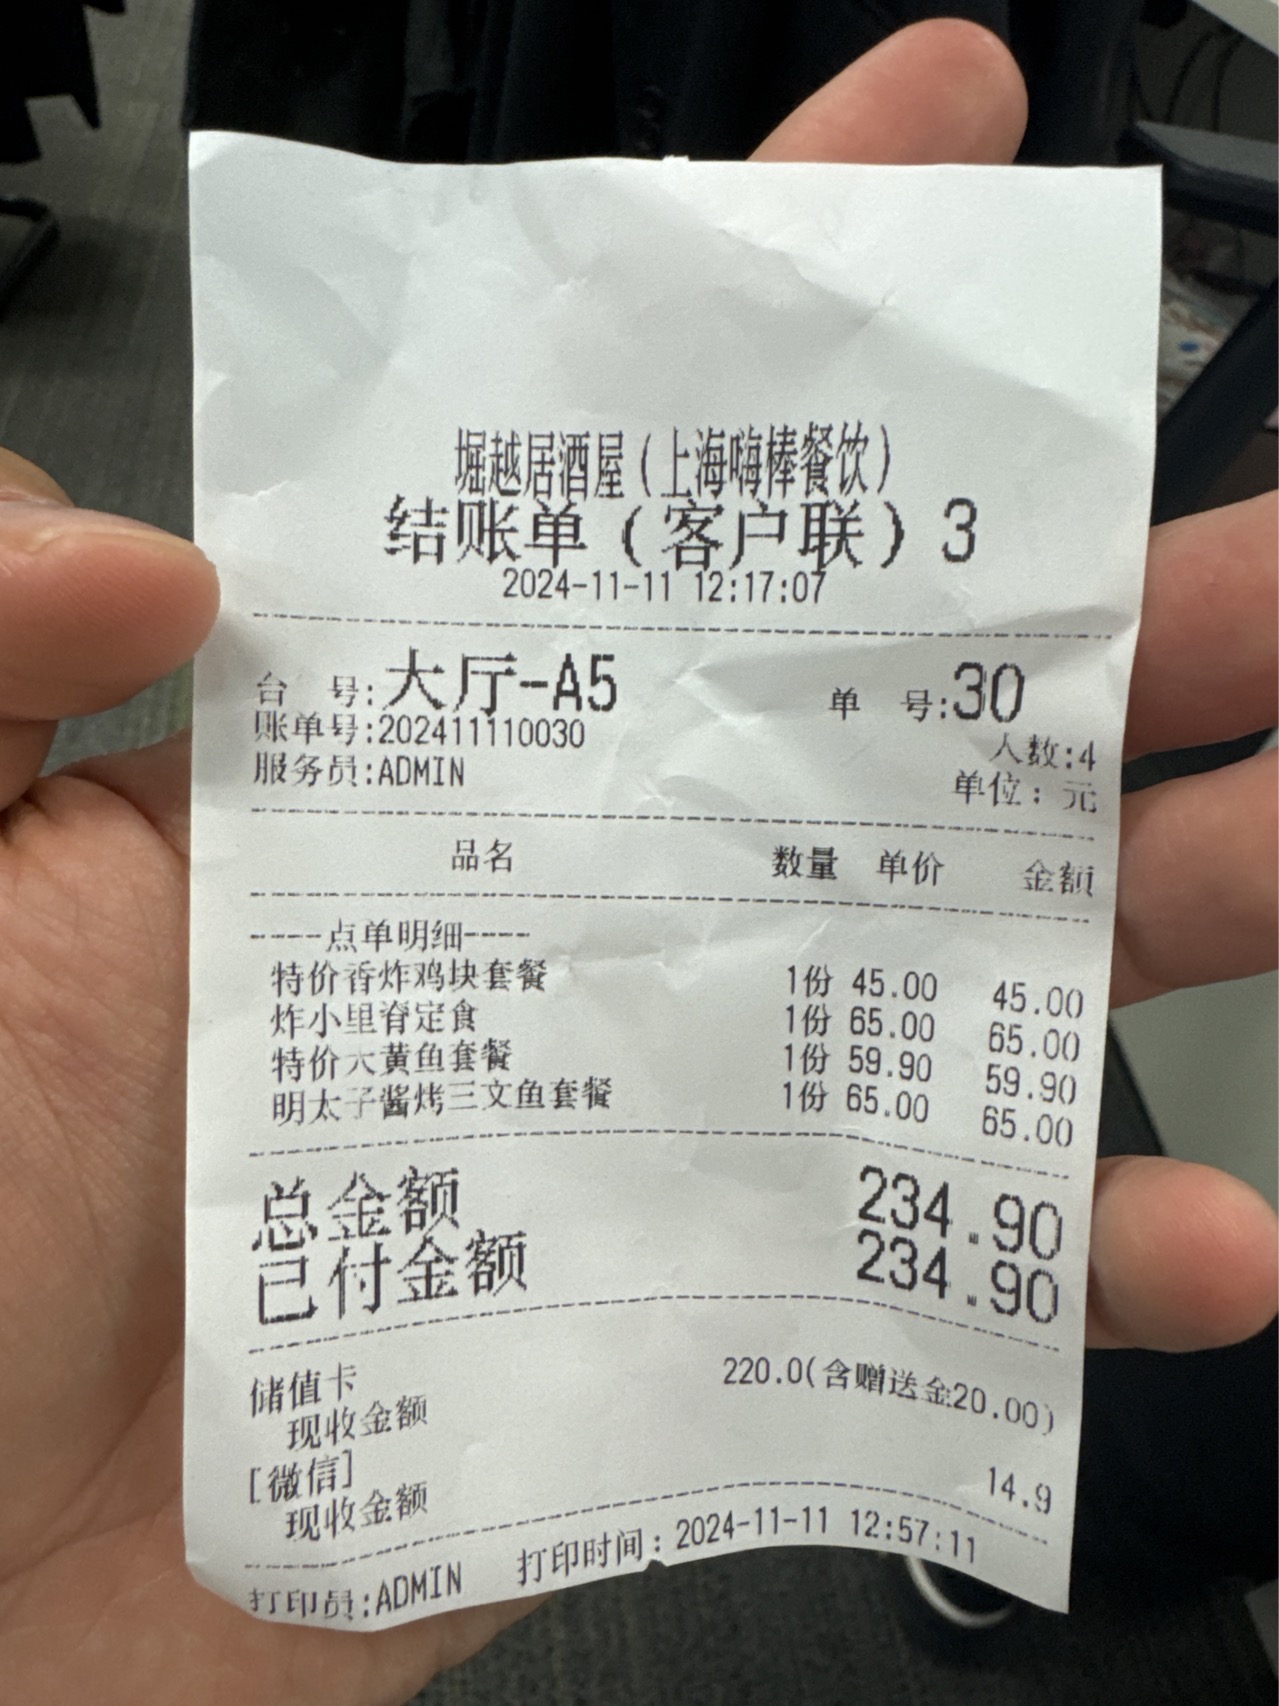 堀越居酒屋(上海嗨棒餐饮)
结账单(客户联)3
2024-11-11 12:17:07
台 号:大厅-A5 单 号:30
账单号:202411110030 人数:4
服务员:ADMIN 单位: 元
品名 数量 单价 金额
----点单明细----
特价香炸鸡块套餐 1份 45.00 45.00
炸小里脊定食 1份 65.00 65.00
特价大黄鱼套餐 1份 59.90 59.90
明太子酱烤三文鱼套餐 1份 65.00 65.00
总金额 234.90
已付金额 234.90
储值卡
现收金额 220.0(含赠送金20.00)
[微信]
现收金额 14.9
打印员:ADMIN 打印时间: 2024-11-11 12:57:11